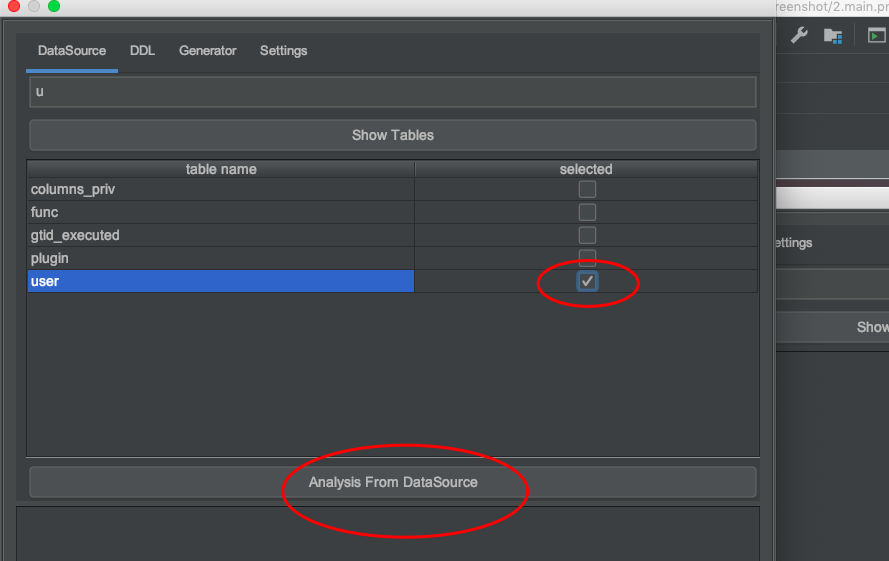 reenshot/2.main.pr
DataSource DDL Generator Settings
u
Show Tables
table name selected
columns_priv
func
gtid_executed
plugin
user
Analysis From DataSource
ettings
Show